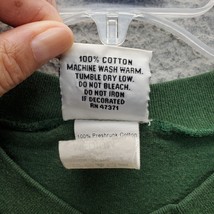 100% COTTON
MACHINE WASH WARM.
TUMBLE DRY LOW.
DO NOT BLEACH.
DO NOT IRON
IF DECORATED
RN 47371
100% Preshrunk Cotton